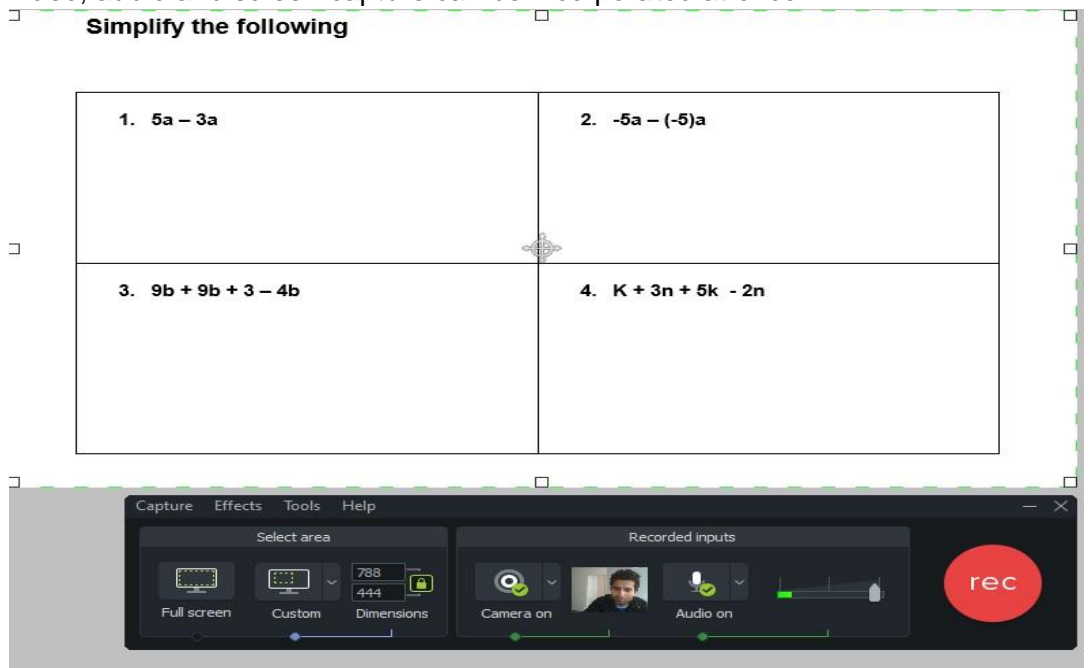 Simplify the following
1. 5a – 3a
2. -5a – (-5)a
3. 9b + 9b + 3 – 4b
4. K + 3n + 5k - 2n
Capture Effects Tools Help
Select area
Recorded inputs
788
444
Full screen
Custom
Dimensions
Camera on
Audio on
rec